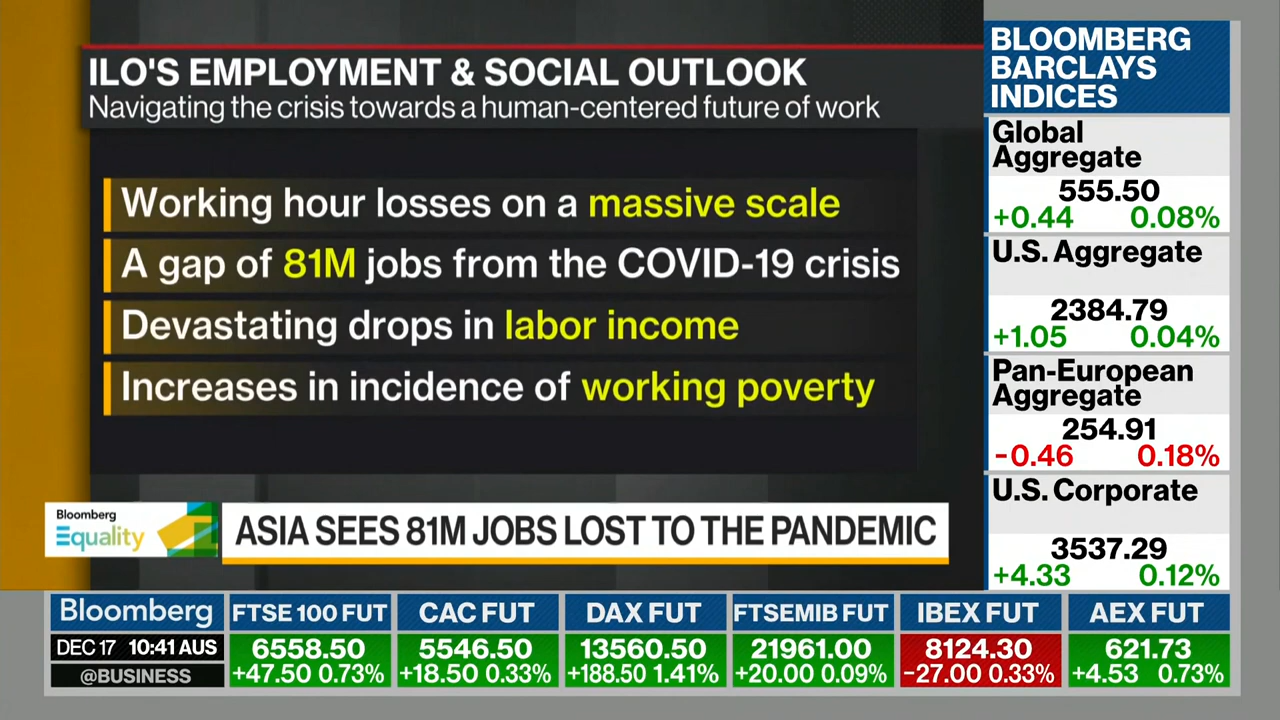 ILO'S EMPLOYMENT & SOCIAL OUTLOOK
Navigating the crisis towards a human-centered future of work
Working hour losses on a massive scale
A gap of 81M jobs from the COVID-19 crisis
Devastating drops in labor income
Increases in incidence of working poverty
Bloomberg
Equality
ASIA SEES 81M JOBS LOST TO THE PANDEMIC
BLOOMBERG
BARCLAYS
INDICES
Global
Aggregate
555.50
+0.44 0.08%
U.S. Aggregate
2384.79
+1.05 0.04%
Pan-European
Aggregate
254.91
-0.46 0.18%
U.S. Corporate
3537.29
+4.33 0.12%
Bloomberg
DEC 17 10:41 AUS
@BUSINESS
FTSE 100 FUT
6558.50
+47.50 0.73%
CAC FUT
5546.50
+18.50 0.33%
DAX FUT
13560.50
+188.50 1.41%
FTSEMIB FUT
21961.00
+20.00 0.09%
IBEX FUT
8124.30
-27.00 0.33%
AEX FUT
621.73
+4.53 0.73%